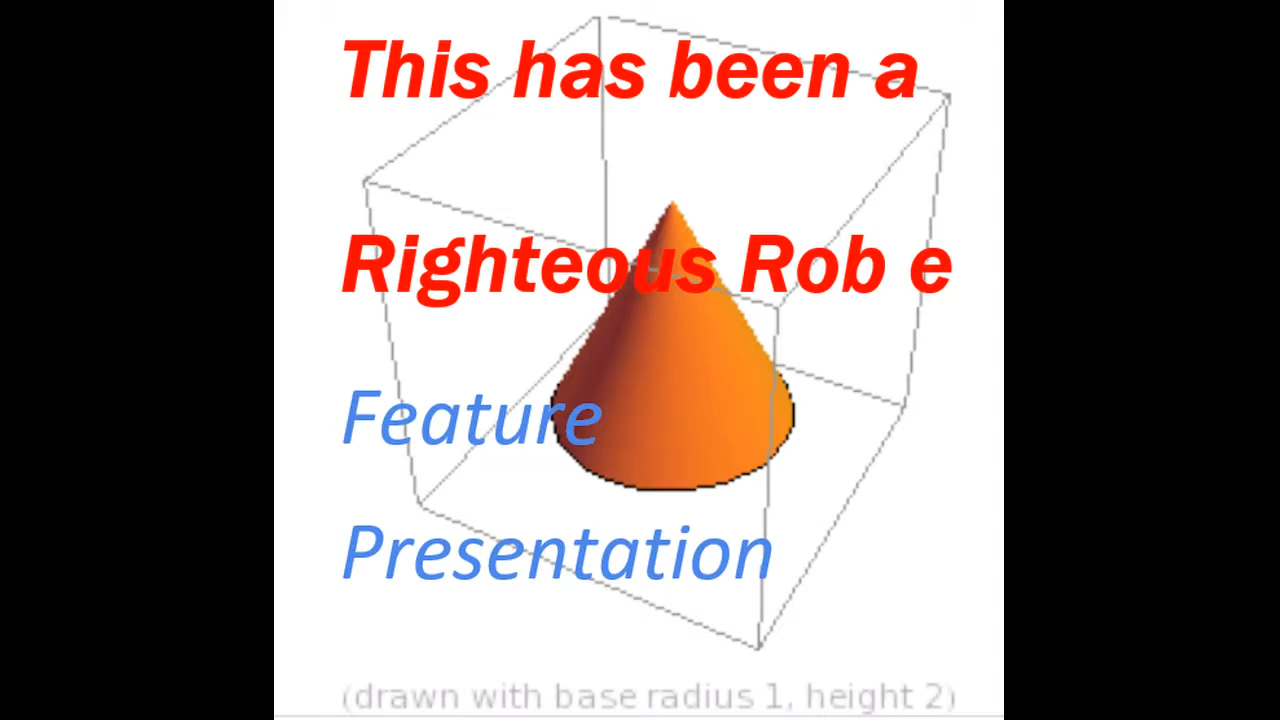 This has been a
Righteous Rob e
Feature
Presentation
(drawn with base radius 1, height 2)